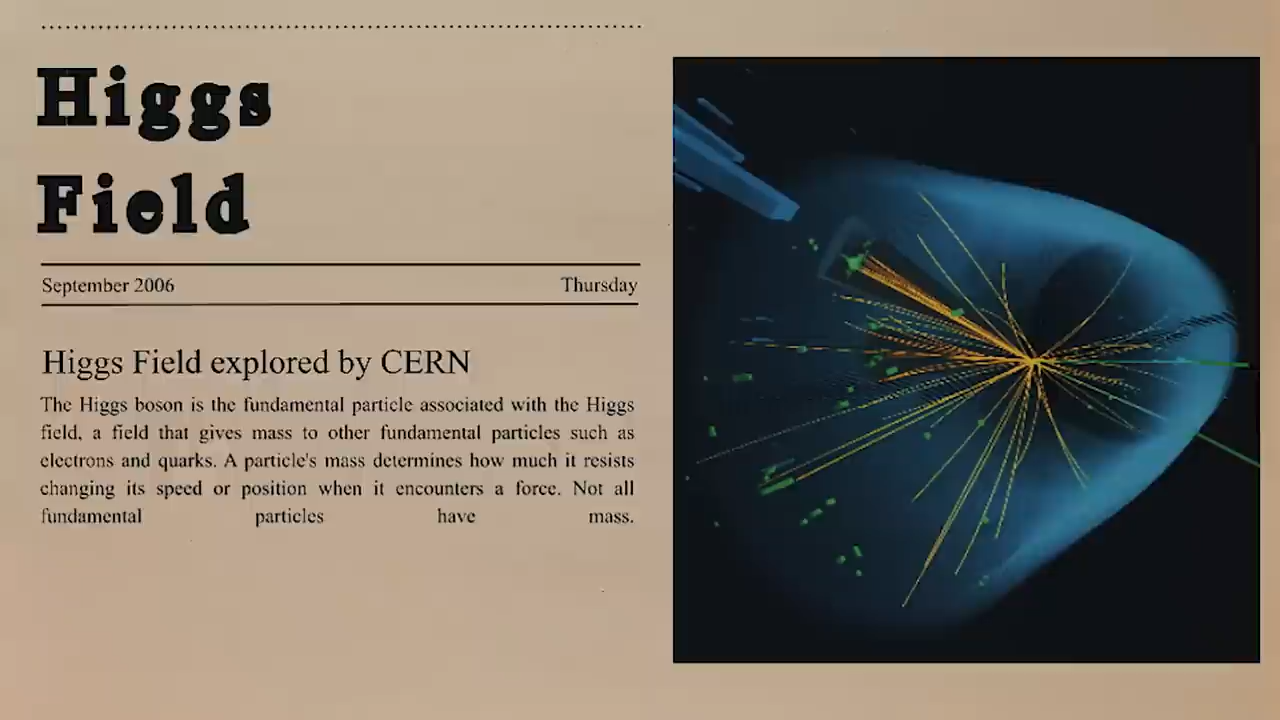 Higgs
Field
September 2006 Thursday
Higgs Field explored by CERN
The Higgs boson is the fundamental particle associated with the Higgs
field, a field that gives mass to other fundamental particles such as
electrons and quarks. A particle's mass determines how much it resists
changing its speed or position when it encounters a force. Not all
fundamental particles have mass.